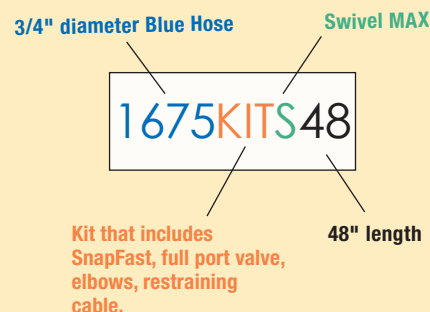 3/4" diameter Blue Hose
Swivel MAX
1675KITS48
Kit that includes
SnapFast, full port valve,
elbows, restraining
cable.
48" length